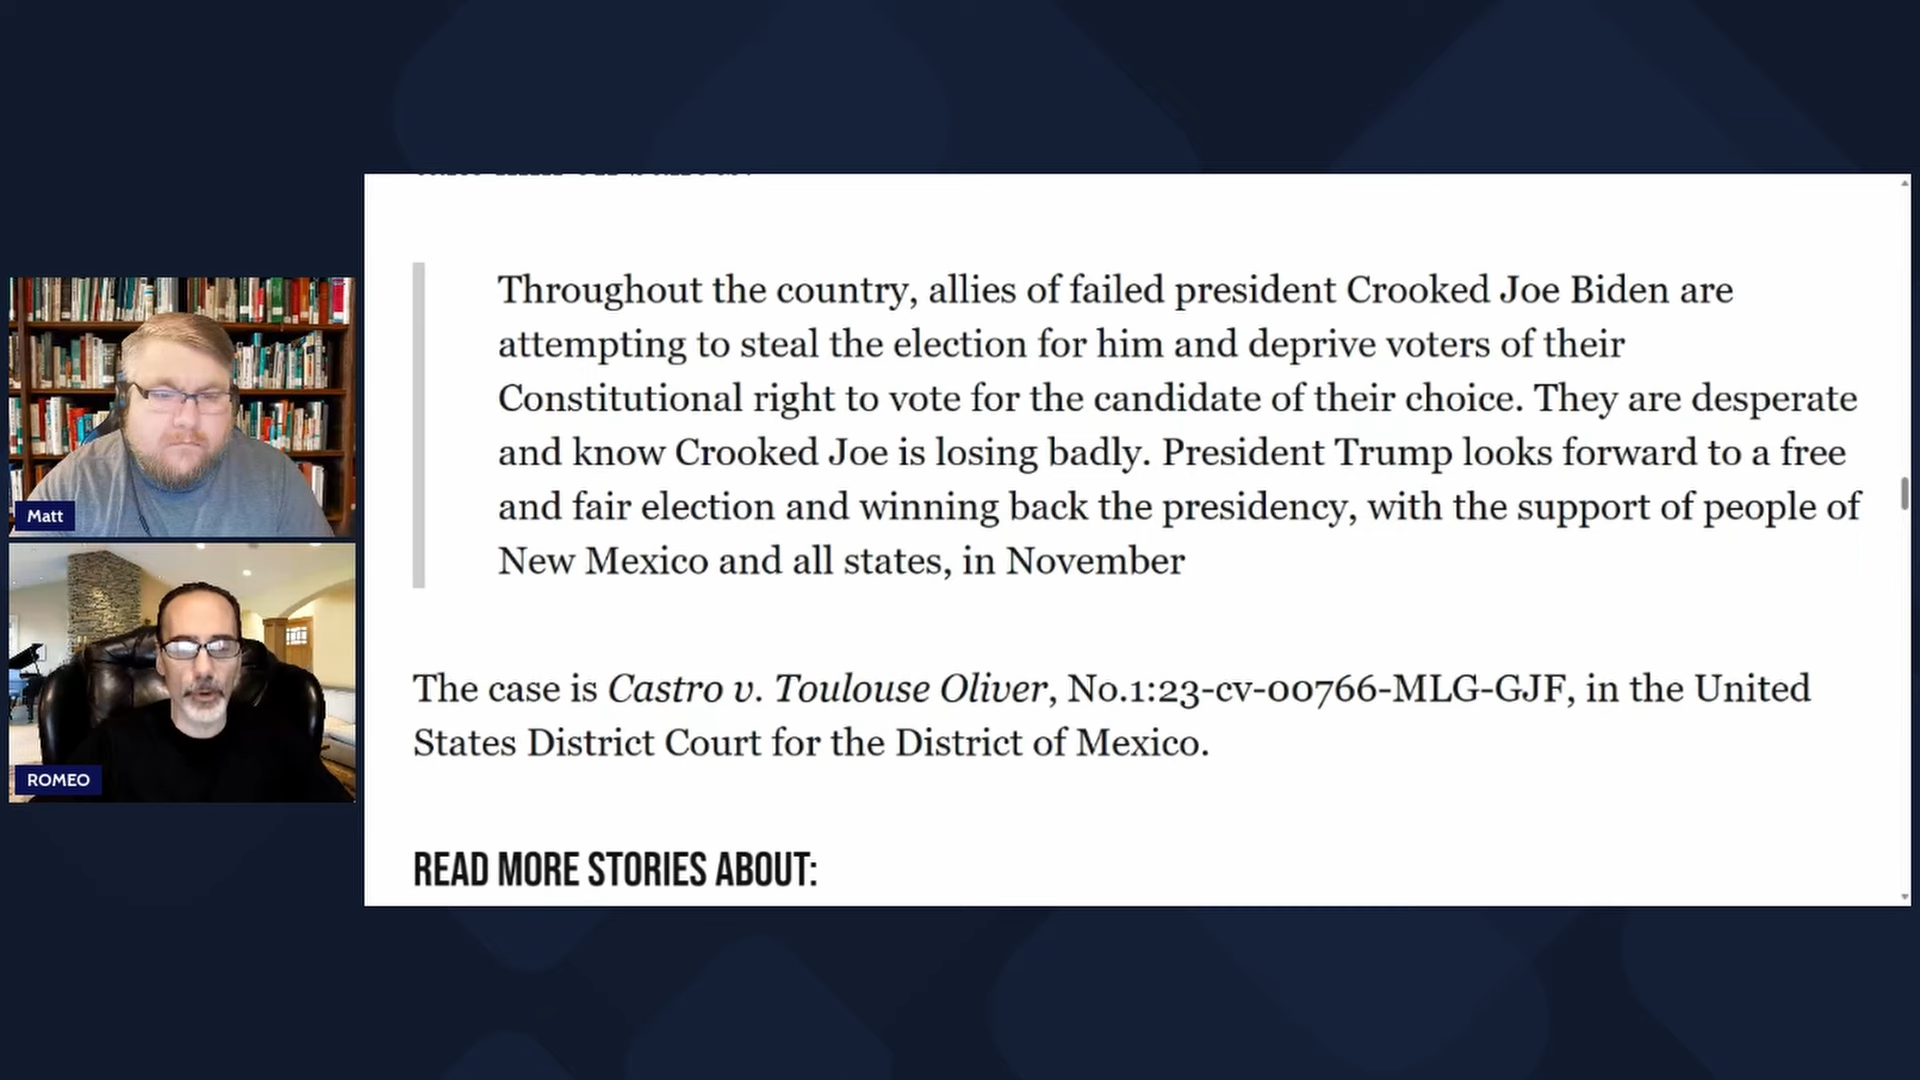 Throughout the country, allies of failed president Crooked Joe Biden are
attempting to steal the election for him and deprive voters of their
Constitutional right to vote for the candidate of their choice. They are desperate
and know Crooked Joe is losing badly. President Trump looks forward to a free
and fair election and winning back the presidency, with the support of people of
New Mexico and all states, in November
The case is Castro v. Toulouse Oliver, No.1:23-cv-00766-MLG-GJF, in the United
States District Court for the District of Mexico.
READ MORE STORIES ABOUT:
Matt
ROMEO